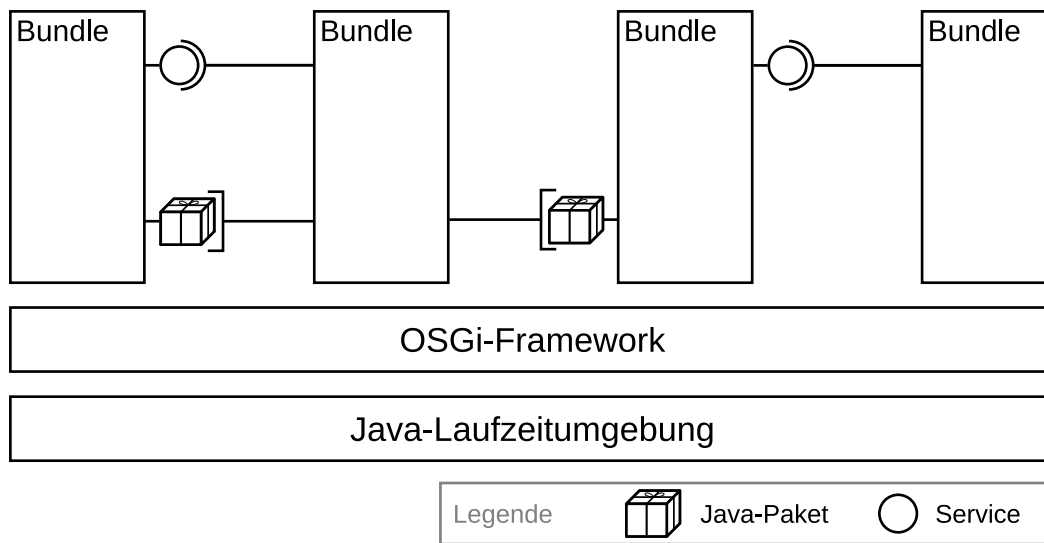 Bundle
Bundle
Bundle
Bundle
OSGi-Framework
Java-Laufzeitumgebung
Legende
Java-Paket
Service